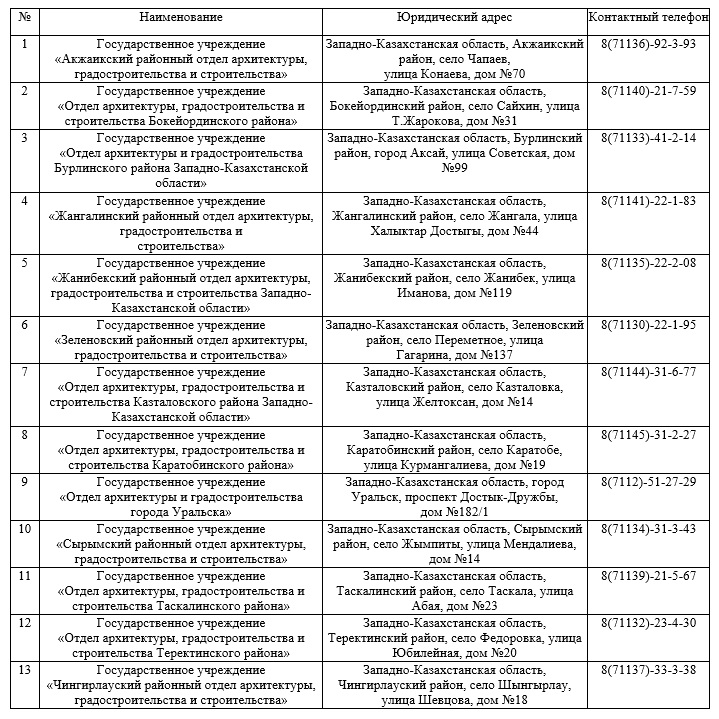 № Наименование Юридический адрес Контактный телефон
1 Государственное учреждение Западно-Казахстанская область, Акжаикский 8(71136)-92-3-93
«Акжаикский районный отдел архитектуры, район, село Чапаев,
градостроительства и строительства» улица Конаева, дом №70
2 Государственное учреждение Западно-Казахстанская область, 8(71140)-21-7-59
«Отдел архитектуры, градостроительства и Бокейординский район, село Сайхин, улица
строительства Бокейординского района» Т.Жарокова, дом №31
3 Государственное учреждение Западно-Казахстанская область, Бурлинский 8(71133)-41-2-14
«Отдел архитектуры и градостроительства район, город Аксай, улица Советская, дом
Бурлинского района Западно-Казахстанской №99
области»
4 Государственное учреждение Западно-Казахстанская область, 8(71141)-22-1-83
«Жангалинский районный отдел архитектуры, Жангалинский район, село Жангала, улица
градостроительства и Халыктар Достыгы, дом №44
строительства»
5 Государственное учреждение Западно-Казахстанская область, 8(71135)-22-2-08
«Жанибекский районный отдел архитектуры, Жанибекский район, село Жанибек, улица
градостроительства и строительства Западно- Иманова, дом №119
Казахстанской области»
6 Государственное учреждение Западно-Казахстанская область, Зеленовский 8(71130)-22-1-95
«Зеленовский районный отдел архитектуры, район, село Переметное, улица
градостроительства и строительства» Гагарина, дом №137
7 Государственное учреждение Западно-Казахстанская область, 8(71144)-31-6-77
«Отдел архитектуры, градостроительства и Казталовский район, село Казталовка,
строительства Казталовского района Западно- улица Желтоксан, дом №14
Казахстанской области»
8 Государственное учреждение Западно-Казахстанская область, 8(71145)-31-2-27
«Отдел архитектуры, градостроительства и Каратобинский район, село Каратобе,
строительства Каратобинского района» улица Курмангалиева, дом №19
9 Государственное учреждение Западно-Казахстанская область, город 8(7112)-51-27-29
«Отдел архитектуры и градостроительства Уральск, проспект Достык-Дружбы,
города Уральска» дом №182/1
10 Государственное учреждение Западно-Казахстанская область, Сырымский 8(71134)-31-3-43
«Сырымский районный отдел архитектуры, район, село Жымпиты, улица Мендалиева,
градостроительства и строительства» дом №14
11 Государственное учреждение Западно-Казахстанская область, 8(71139)-21-5-67
«Отдел архитектуры, градостроительства и Таскалинский район, село Таскала, улица
строительства Таскалинского района» Абая, дом №23
12 Государственное учреждение Западно-Казахстанская область, 8(71132)-23-4-30
«Отдел архитектуры, градостроительства и Теректинский район, село Федоровка, улица
строительства Теректинского района» Юбилейная, дом №20
13 Государственное учреждение Западно-Казахстанская область, 8(71137)-33-3-38
«Чингирлауский районный отдел архитектуры, Чингирлауский район, село Шынгырлау,
градостроительства и строительства» улица Шевцова, дом №18